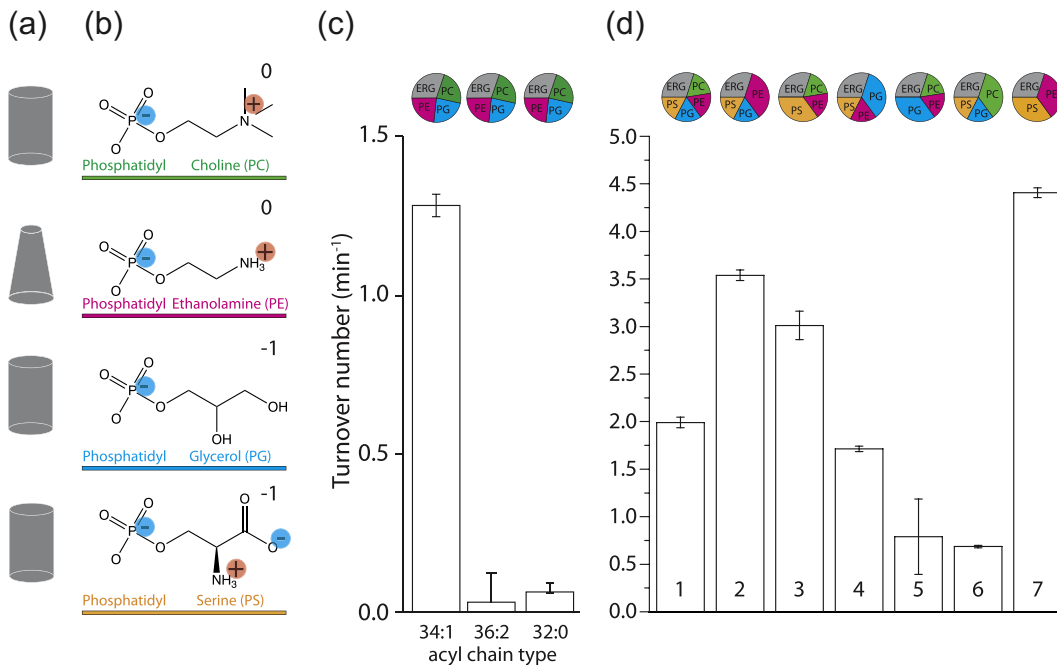 (a)
(b)
(c)
(d)
0
O
O
P
−
O
O
N
+
Phosphatidyl Choline (PC)
0
O
O
P
−
O
O
NH3
+
Phosphatidyl Ethanolamine (PE)
-1
O
O
P
−
O
O
OH
OH
Phosphatidyl Glycerol (PG)
-1
O
O
O
P
−
O
O
O
−
NH3
+
Phosphatidyl Serine (PS)
ERG PC PE PG
ERG PC PE PG
ERG PC PE PG
Turnover number (min⁻¹)
1.5
1.0
0.5
0.0
34:1 36:2 32:0
acyl chain type
ERG PC PS PE PG
ERG PE PS PG
ERG PC PS PE
ERG PG PS PE
ERG PC PG PE
ERG PC PS PG
ERG PE PS
5.0
4.5
4.0
3.5
3.0
2.5
2.0
1.5
1.0
0.5
0.0
1 2 3 4 5 6 7